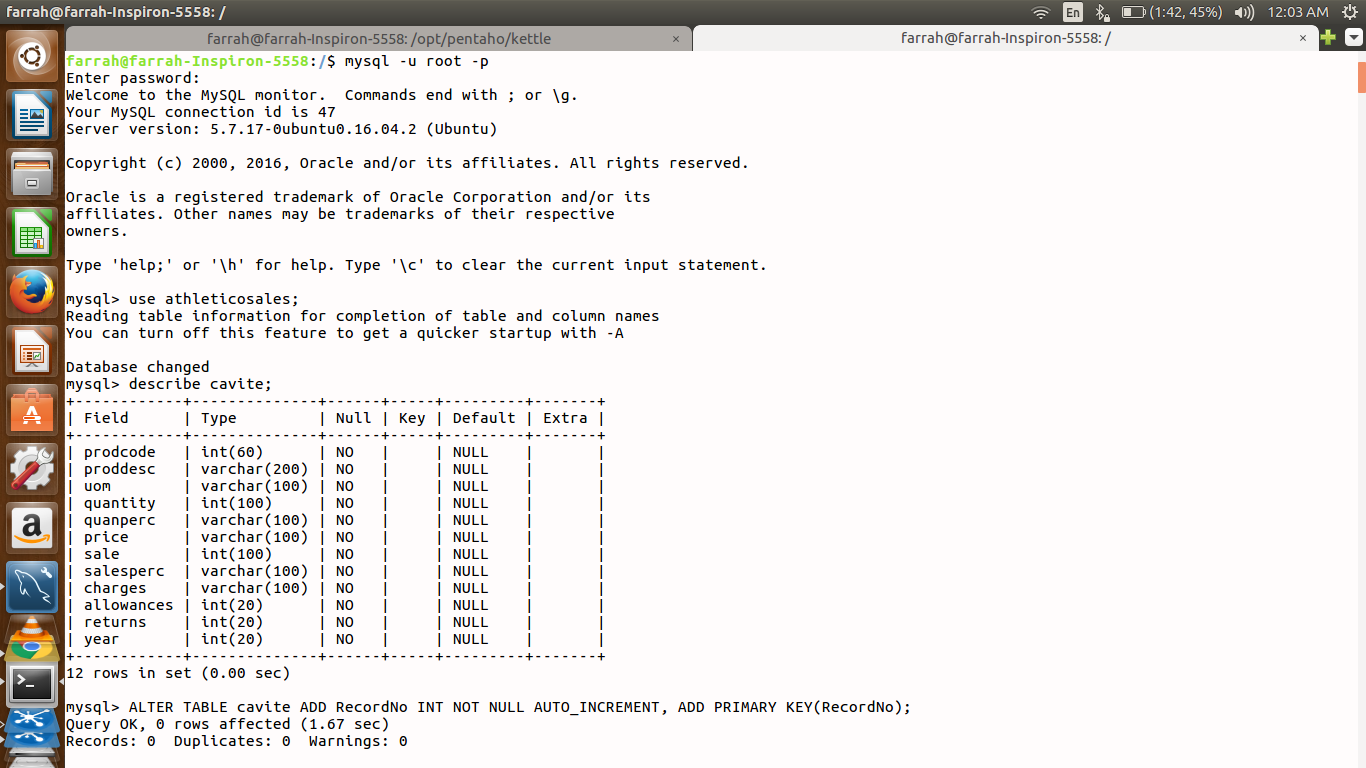 farrah@farrah-Inspiron-5558: /
En
(1:42, 45%)
12:03 AM
farrah@farrah-Inspiron-5558: /opt/pentaho/kettle
×
farrah@farrah-Inspiron-5558: /
×
farrah@farrah-Inspiron-5558:/$ mysql -u root -p
Enter password:
Welcome to the MySQL monitor.  Commands end with ; or \g.
Your MySQL connection id is 47
Server version: 5.7.17-0ubuntu0.16.04.2 (Ubuntu)
Copyright (c) 2000, 2016, Oracle and/or its affiliates. All rights reserved.
Oracle is a registered trademark of Oracle Corporation and/or its
affiliates. Other names may be trademarks of their respective
owners.
Type 'help;' or '\h' for help. Type '\c' to clear the current input statement.
mysql> use athleticosales;
Reading table information for completion of table and column names
You can turn off this feature to get a quicker startup with -A
Database changed
mysql> describe cavite;
+------------+--------------+------+-----+---------+-------+
| Field      | Type         | Null | Key | Default | Extra |
+------------+--------------+------+-----+---------+-------+
| prodcode   | int(60)      | NO   |     | NULL    |       |
| proddesc   | varchar(200) | NO   |     | NULL    |       |
| uom        | varchar(100) | NO   |     | NULL    |       |
| quantity   | int(100)     | NO   |     | NULL    |       |
| quanperc   | varchar(100) | NO   |     | NULL    |       |
| price      | varchar(100) | NO   |     | NULL    |       |
| sale       | int(100)     | NO   |     | NULL    |       |
| salesperc  | varchar(100) | NO   |     | NULL    |       |
| charges    | varchar(100) | NO   |     | NULL    |       |
| allowances | int(20)      | NO   |     | NULL    |       |
| returns    | int(20)      | NO   |     | NULL    |       |
| year       | int(20)      | NO   |     | NULL    |       |
+------------+--------------+------+-----+---------+-------+
12 rows in set (0.00 sec)
mysql> ALTER TABLE cavite ADD RecordNo INT NOT NULL AUTO_INCREMENT, ADD PRIMARY KEY(RecordNo);
Query OK, 0 rows affected (1.67 sec)
Records: 0  Duplicates: 0  Warnings: 0